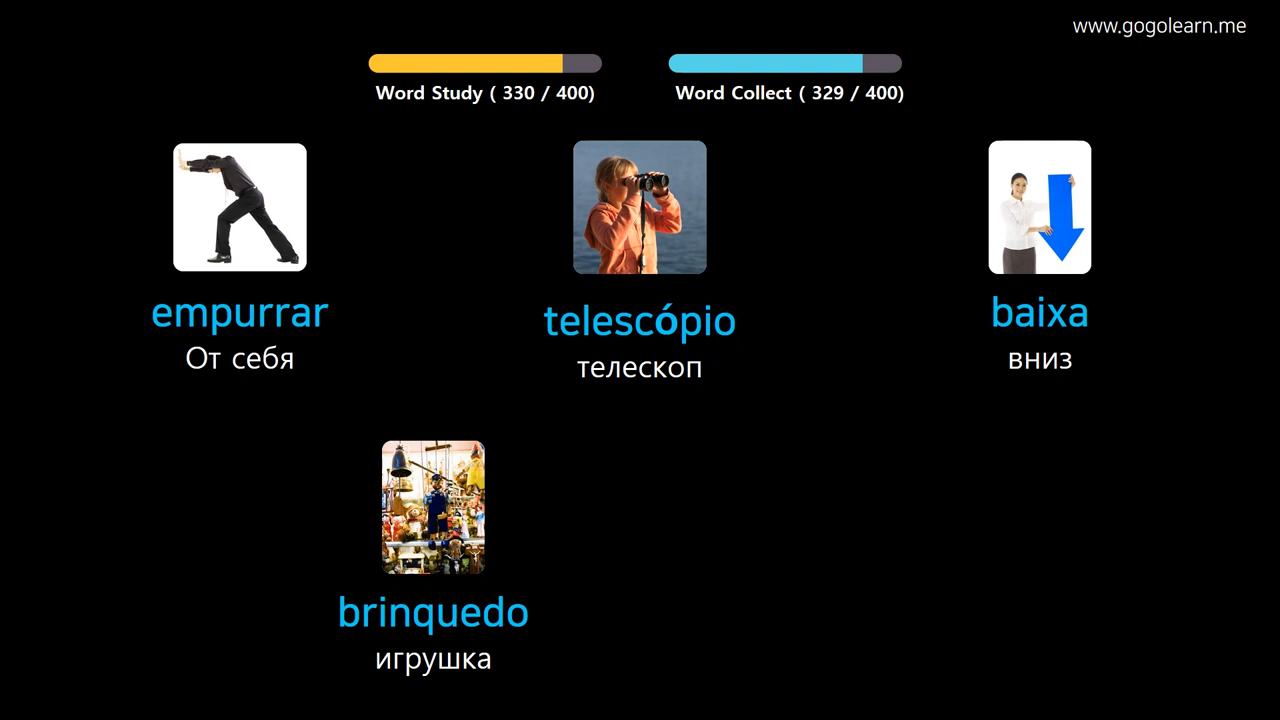 www.gogolearn.me
Word Study ( 330 / 400)
Word Collect ( 329 / 400)
empurrar
От себя
telescópio
телескоп
baixa
вниз
brinquedo
игрушка